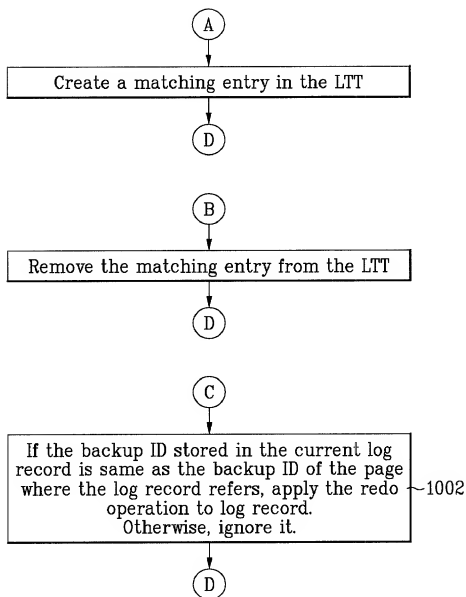 A
Create a matching entry in the LTT
D
B
Remove the matching entry from the LTT
D
C
If the backup ID stored in the current log
record is same as the backup ID of the page
where the log record refers, apply the redo
operation to log record.
Otherwise, ignore it.
1002
D